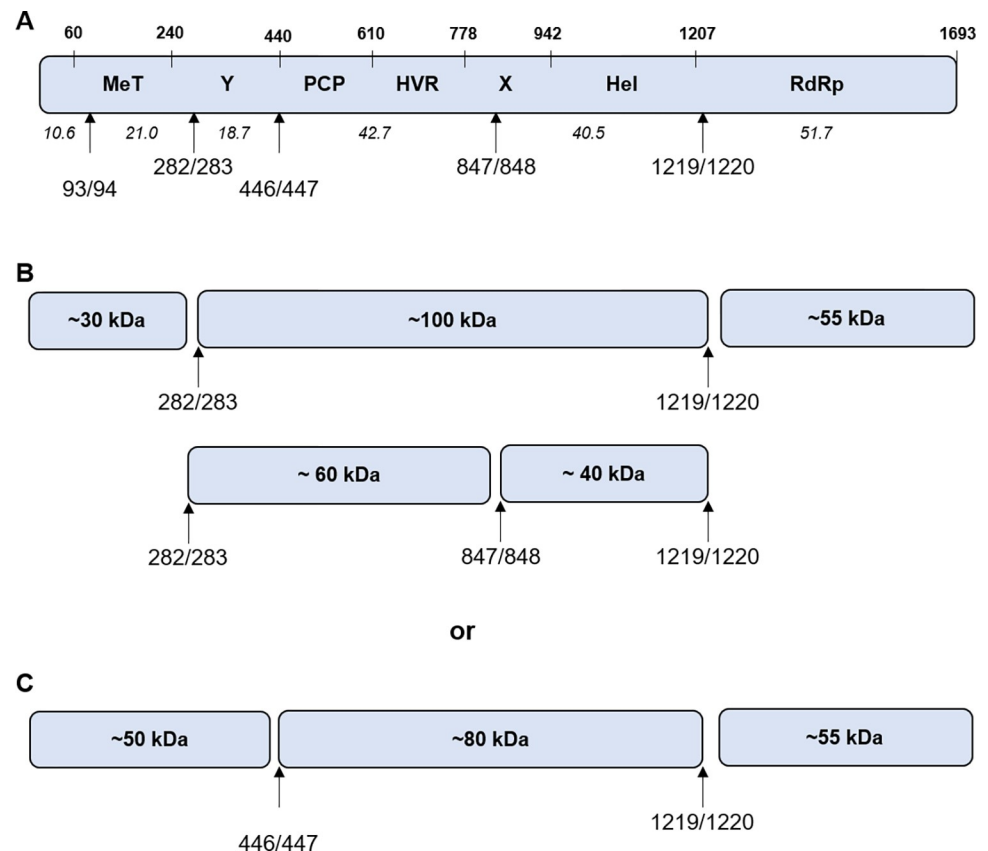 A
60 240 440 610 778 942 1207 1693
MeT Y PCP HVR X Hel RdRp
10.6 21.0 18.7 42.7 40.5 51.7
282/283 847/848 1219/1220
93/94 446/447
B
~30 kDa ~100 kDa ~55 kDa
282/283 1219/1220
~ 60 kDa ~ 40 kDa
282/283 847/848 1219/1220
or
C
~50 kDa ~80 kDa ~55 kDa
1219/1220
446/447